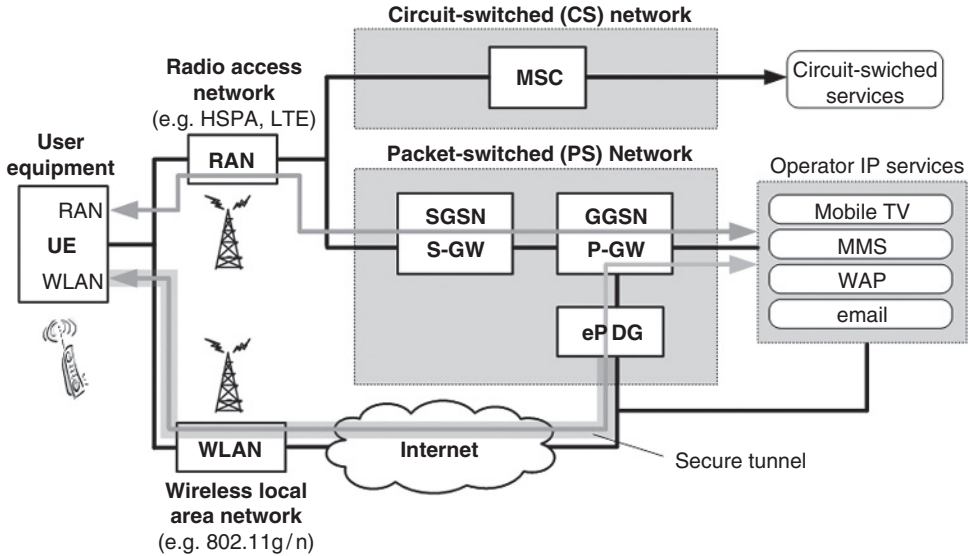 Circuit-switched (CS) network
MSC
Circuit-swiched
services
Radio access
network
(e.g. HSPA, LTE)
RAN
User
equipment
RAN
UE
WLAN
Packet-switched (PS) Network
SGSN
S-GW
GGSN
P-GW
ePDG
Operator IP services
Mobile TV
MMS
WAP
email
WLAN
Internet
Secure tunnel
Wireless local
area network
(e.g. 802.11g/n)